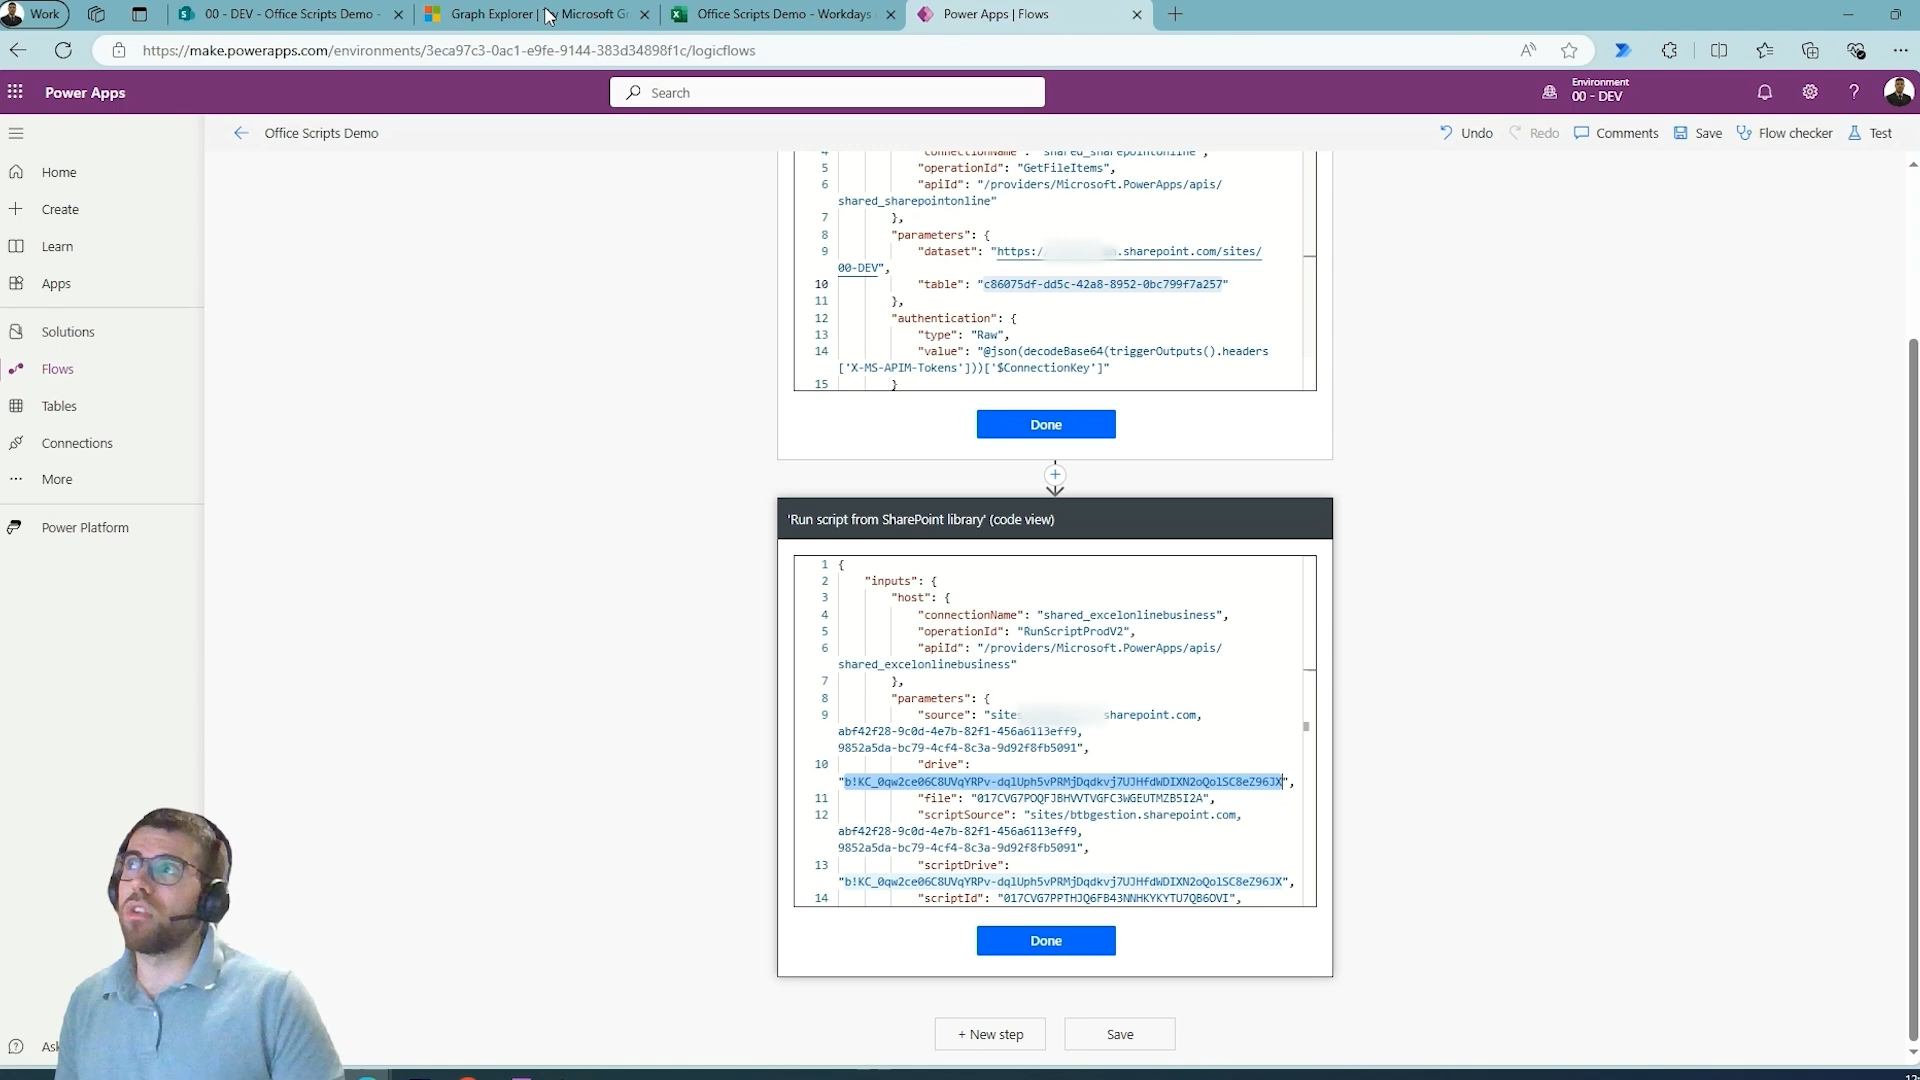 Work
00 - DEV - Office Scripts Demo -
Graph Explorer | Microsoft Gr
Office Scripts Demo - Workdays
Power Apps | Flows
https://make.powerapps.com/environments/3eca97c3-0ac1-e9fe-9144-383d34898f1c/logicflows
Power Apps
Search
Environment
00 - DEV
Office Scripts Demo
Undo
Redo
Comments
Save
Flow checker
Test
Home
Create
Learn
Apps
Solutions
Flows
Tables
Connections
More
Power Platform
4 "connectionName": "shared_sharepointonline",
5 "operationId": "GetFileItems",
6 "apiId": "/providers/Microsoft.PowerApps/apis/
shared_sharepointonline"
7 },
8 "parameters": {
9 "dataset": "https:/ .sharepoint.com/sites/
00-DEV",
10 "table": "c86075df-dd5c-42a8-8952-0bc799f7a257"
11 },
12 "authentication": {
13 "type": "Raw",
14 "value": "@json(decodeBase64(triggerOutputs().headers
['X-MS-APIM-Tokens']))['$ConnectionKey']"
15 }
Done
'Run script from SharePoint library' (code view)
1 {
2 "inputs": {
3 "host": {
4 "connectionName": "shared_excelonlinebusiness",
5 "operationId": "RunScriptProdV2",
6 "apiId": "/providers/Microsoft.PowerApps/apis/
shared_excelonlinebusiness"
7 },
8 "parameters": {
9 "source": "sites sharepoint.com,
abf42f28-9c0d-4e7b-82f1-456a6113eff9,
9852a5da-bc79-4cf4-8c3a-9d92f8fb5091",
10 "drive":
"b!KC_0qw2ce06C8UVqYRPv-dqlUph5vPRMjDqdkvj7UJHfdWDIXN2oQolSC8eZ96JX",
11 "file": "017CVG7POQFJBHVVTVGFC3WGEUTMZB5I2A",
12 "scriptSource": "sites/btbgestion.sharepoint.com,
abf42f28-9c0d-4e7b-82f1-456a6113eff9,
9852a5da-bc79-4cf4-8c3a-9d92f8fb5091",
13 "scriptDrive":
"b!KC_0qw2ce06C8UVqYRPv-dqlUph5vPRMjDqdkvj7UJHfdWDIXN2oQolSC8eZ96JX",
14 "scriptId": "017CVG7PPTHJQ6FB43NNHKYKYTU7QB6OVI",
Done
+ New step
Save
Ask